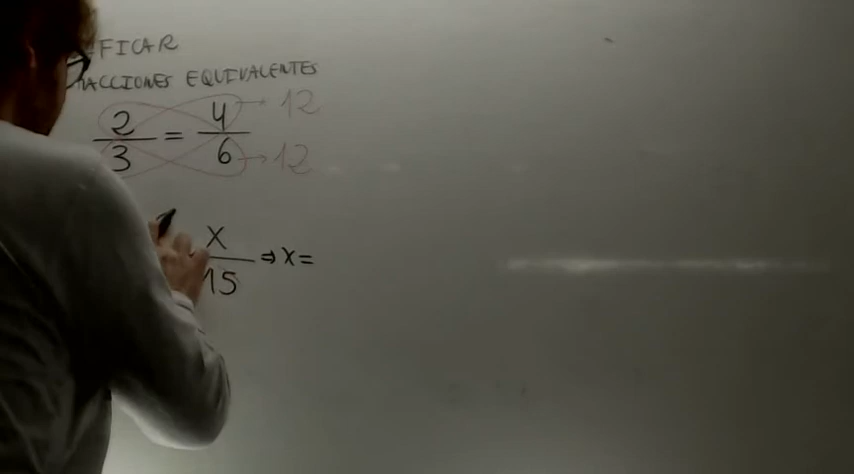 FICAR
ACCIONES EQUIVALENTES
2/3 = 4/6 → 12 → 12
x/15 ⇒ x =